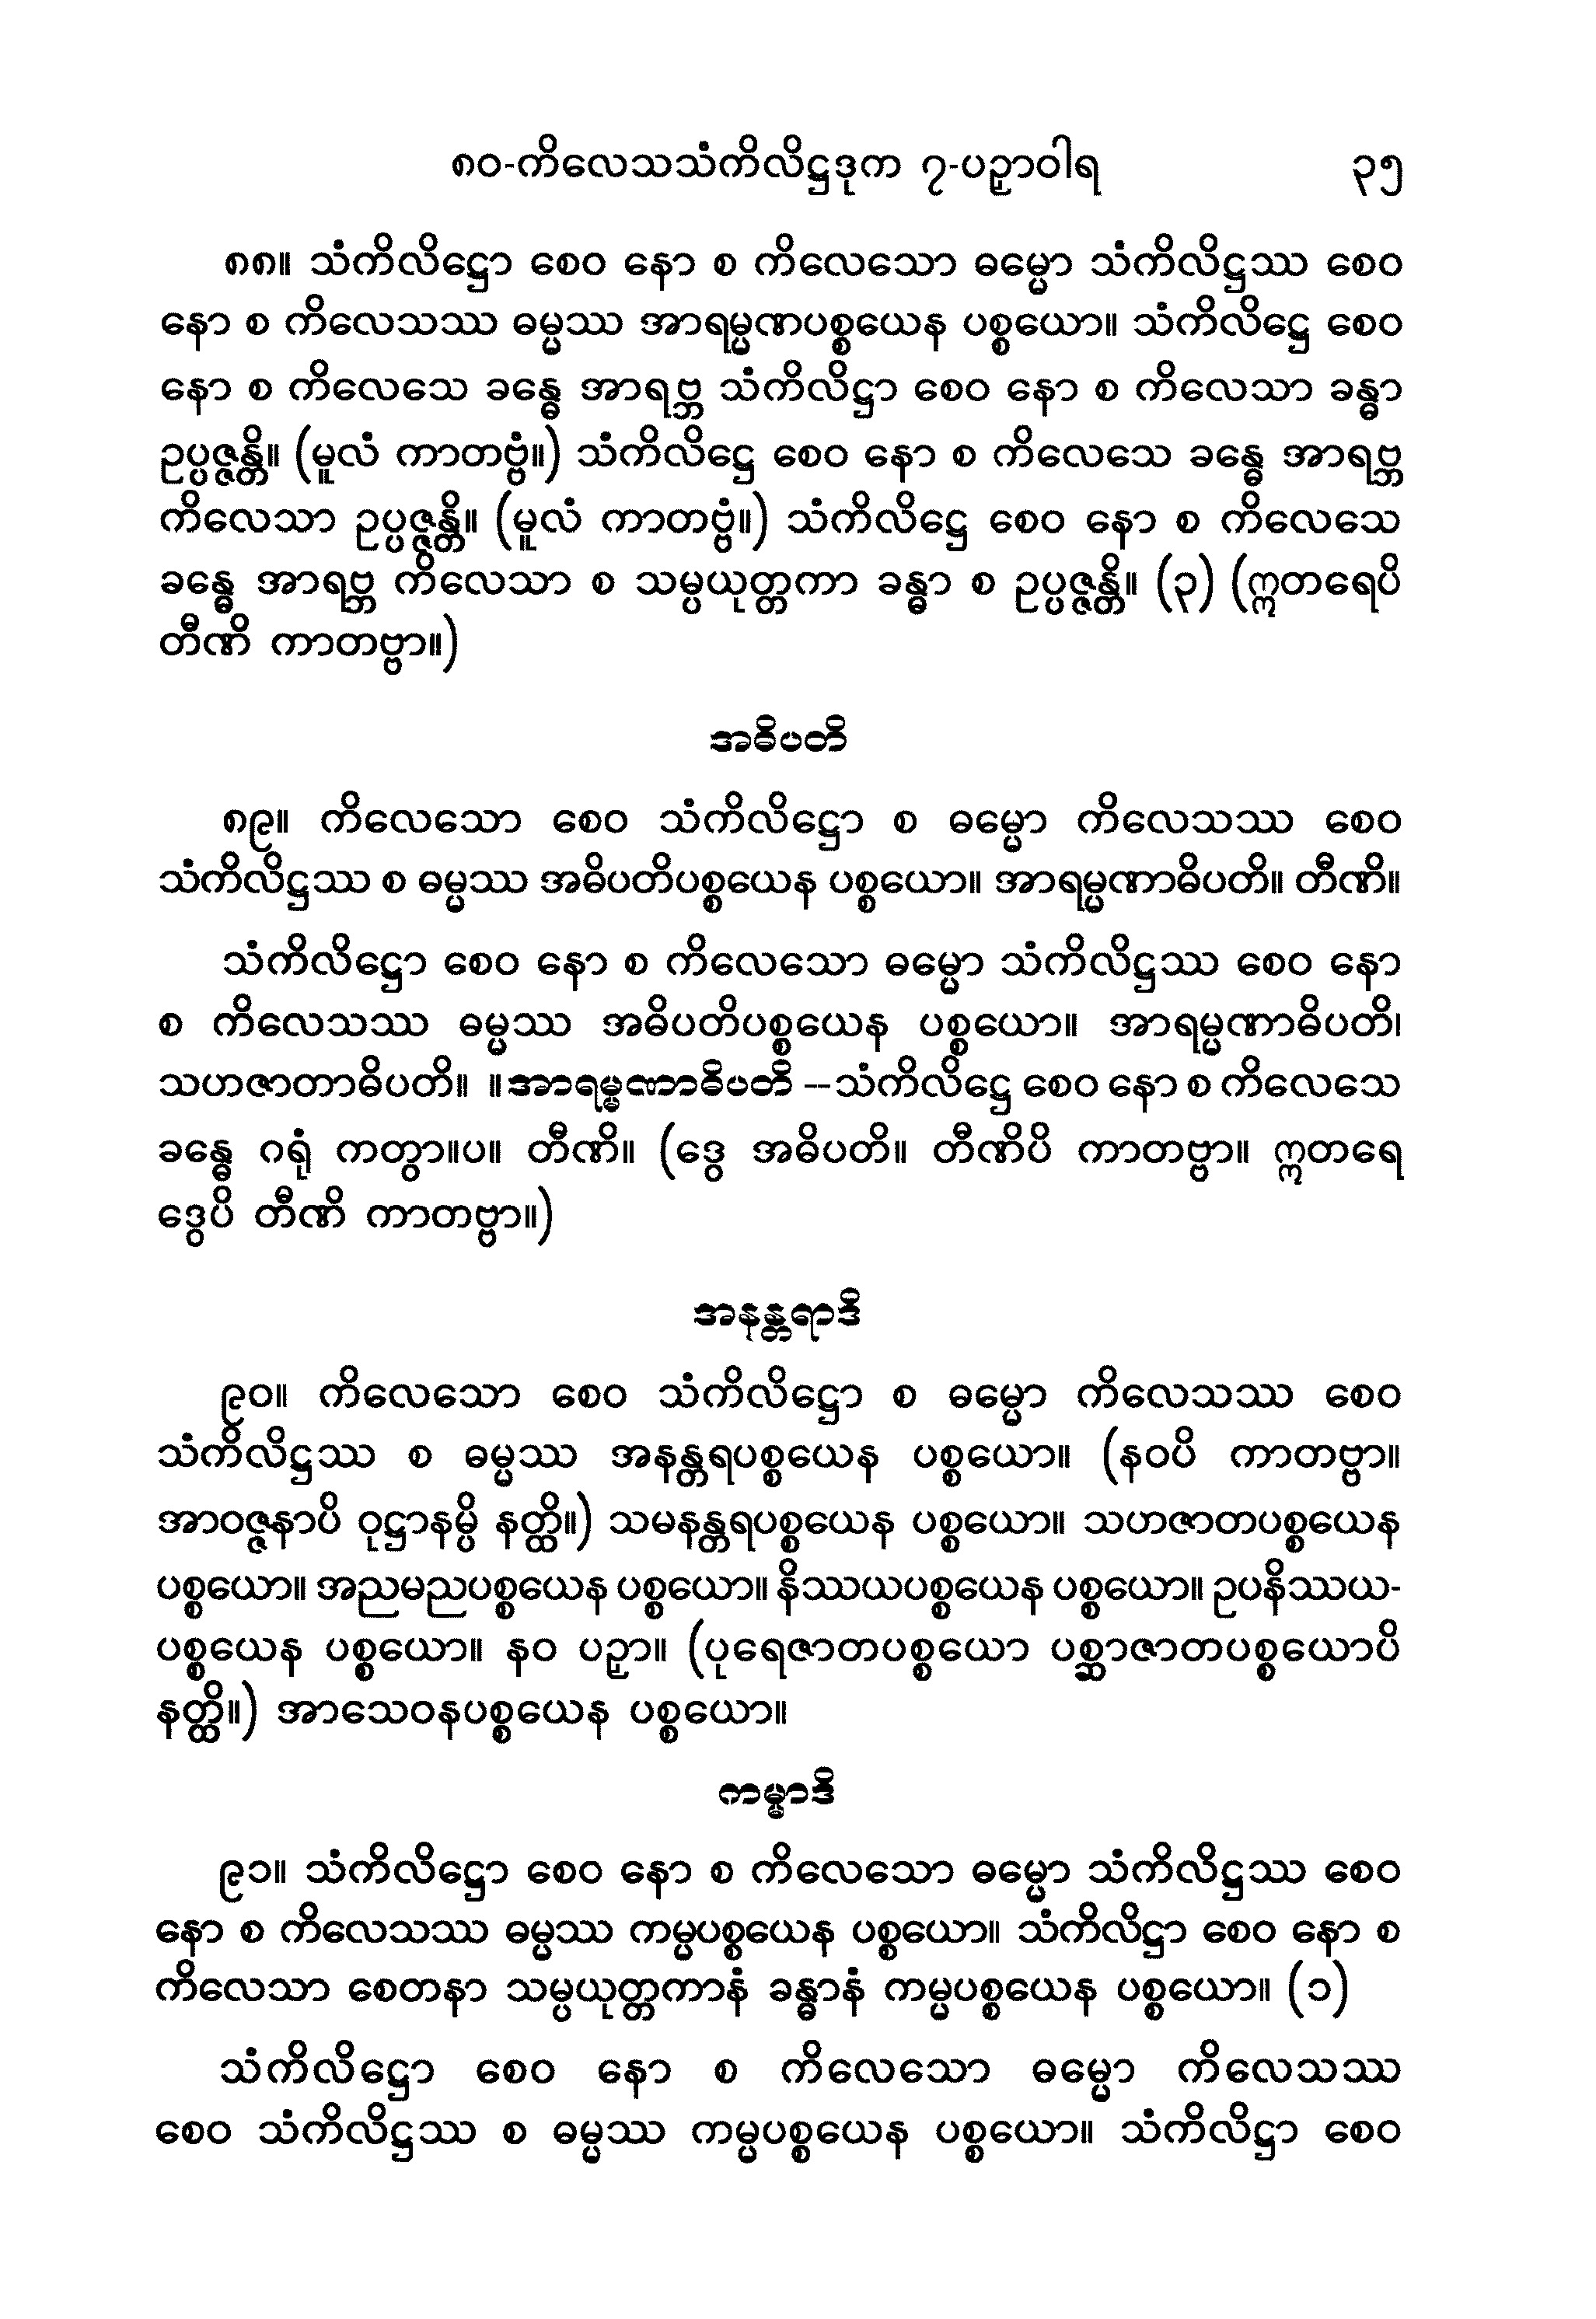 ၈၀-ကိလေသသံကိလိဋ္ဌဒုက ၇-ပဉှာဝါရ ၃၅
၈၈။ သံကိလိဋ္ဌော စေဝ နော စ ကိလေသော ဓမ္မော သံကိလိဋ္ဌဿ စေဝ
နော စ ကိလေသဿ ဓမ္မဿ အာရမ္မဏပစ္စယေန ပစ္စယော။ သံကိလိဋ္ဌေ စေဝ
နော စ ကိလေသေ ခန္ဓေ အာရဗ္ဘ သံကိလိဋ္ဌာ စေဝ နော စ ကိလေသာ ခန္ဓာ
ဥပ္ပဇ္ဇန္တိ။ (မူလံ ကာတဗ္ဗံ။) သံကိလိဋ္ဌေ စေဝ နော စ ကိလေသေ ခန္ဓေ အာရဗ္ဘ
ကိလေသာ ဥပ္ပဇ္ဇန္တိ။ (မူလံ ကာတဗ္ဗံ။) သံကိလိဋ္ဌေ စေဝ နော စ ကိလေသေ
ခန္ဓေ အာရဗ္ဘ ကိလေသာ စ သမ္ပယုတ္တကာ ခန္ဓာ စ ဥပ္ပဇ္ဇန္တိ။ (၃) (ဣတရေပိ
တီဏိ ကာတဗ္ဗာ။)
အဓိပတိ
၈၉။ ကိလေသော စေဝ သံကိလိဋ္ဌော စ ဓမ္မော ကိလေသဿ စေဝ
သံကိလိဋ္ဌဿ စ ဓမ္မဿ အဓိပတိပစ္စယေန ပစ္စယော။ အာရမ္မဏာဓိပတိ။ တီဏိ။
သံကိလိဋ္ဌော စေဝ နော စ ကိလေသော ဓမ္မော သံကိလိဋ္ဌဿ စေဝ နော
စ ကိလေသဿ ဓမ္မဿ အဓိပတိပစ္စယေန ပစ္စယော။ အာရမ္မဏာဓိပတိ၊
သဟဇာတာဓိပတိ။ ။အာရမ္မဏာဓိပတိ --သံကိလိဋ္ဌေ စေဝ နော စ ကိလေသေ
ခန္ဓေ ဂရုံ ကတွာ။ပ။ တီဏိ။ (ဒွေ အဓိပတိ။ တီဏိပိ ကာတဗ္ဗာ။ ဣတရေ
ဒွေပိ တီဏိ ကာတဗ္ဗာ။)
အနန္တရာဒိ
၉၀။ ကိလေသော စေဝ သံကိလိဋ္ဌော စ ဓမ္မော ကိလေသဿ စေဝ
သံကိလိဋ္ဌဿ စ ဓမ္မဿ အနန္တရပစ္စယေန ပစ္စယော။ (နဝပိ ကာတဗ္ဗာ။
အာဝဇ္ဇနာပိ ဝုဋ္ဌာနမ္ပိ နတ္ထိ။) သမနန္တရပစ္စယေန ပစ္စယော။ သဟဇာတပစ္စယေန
ပစ္စယော။ အညမညပစ္စယေန ပစ္စယော။ နိဿယပစ္စယေန ပစ္စယော။ ဥပနိဿယ-
ပစ္စယေန ပစ္စယော။ နဝ ပဉှာ။ (ပုရေဇာတပစ္စယော ပစ္ဆာဇာတပစ္စယောပိ
နတ္ထိ။) အာသေဝနပစ္စယေန ပစ္စယော။
ကမ္မာဒိ
၉၁။ သံကိလိဋ္ဌော စေဝ နော စ ကိလေသော ဓမ္မော သံကိလိဋ္ဌဿ စေဝ
နော စ ကိလေသဿ ဓမ္မဿ ကမ္မပစ္စယေန ပစ္စယော။ သံကိလိဋ္ဌာ စေဝ နော စ
ကိလေသာ စေတနာ သမ္ပယုတ္တကာနံ ခန္ဓာနံ ကမ္မပစ္စယေန ပစ္စယော။ (၁)
သံကိလိဋ္ဌော စေဝ နော စ ကိလေသော ဓမ္မော ကိလေသဿ
စေဝ သံကိလိဋ္ဌဿ စ ဓမ္မဿ ကမ္မပစ္စယေန ပစ္စယော။ သံကိလိဋ္ဌာ စေဝ